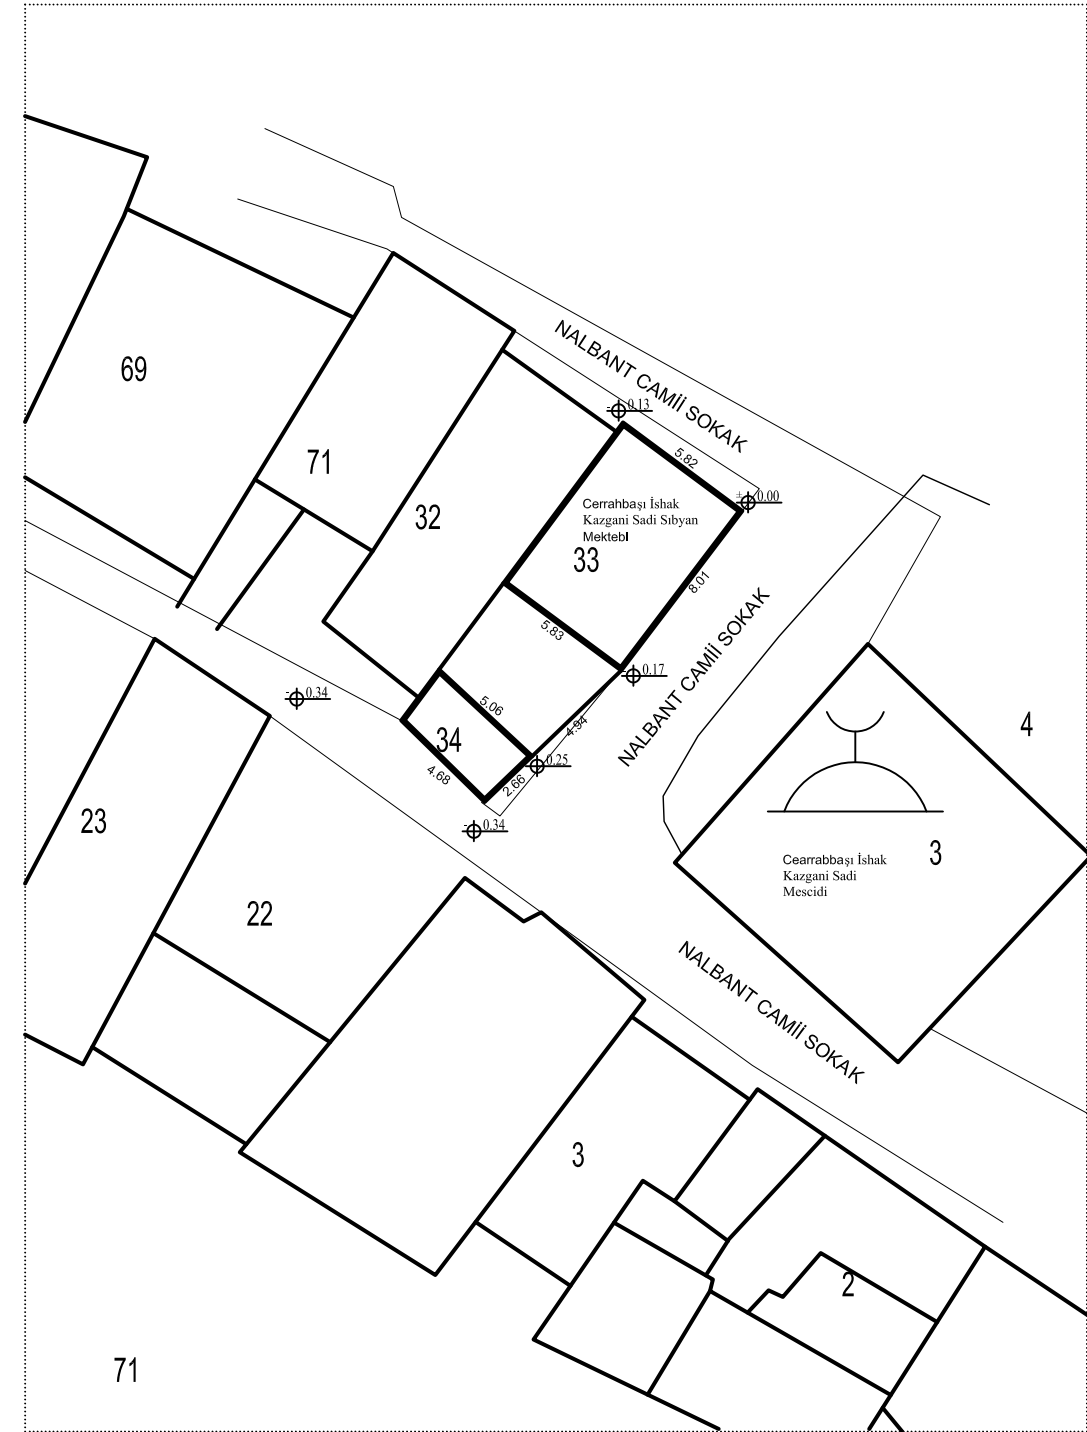 NALBANT CAMİİ SOKAK
69
- 0.13
5.82
71
± 0.00
32
Cerrahbaşı İshak
Kazgani Sadi Sıbyan
Mektebl
33
8.01
5.83
NALBANT CAMİİ SOKAK
- 0.17
- 0.34
5.06
4.94
34
4
- 0.25
4.68
2.66
23
- 0.34
3
Cearrabbaşı İshak
Kazgani Sadi
Mescidi
22
NALBANT CAMİİ SOKAK
3
2
71